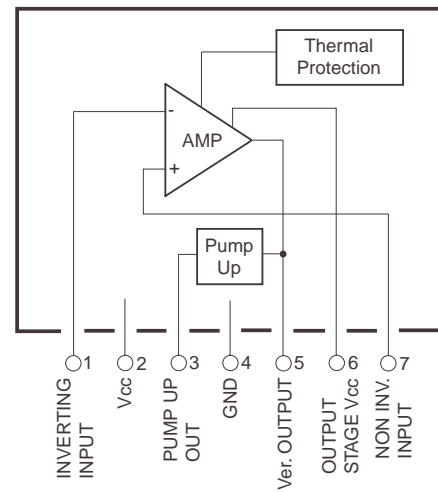 Thermal
Protection
-
AMP
+
Pump
Up
1
2
3
4
5
6
7
INVERTING
INPUT
Vcc
PUMP UP
OUT
GND
Ver. OUTPUT
OUTPUT
STAGE Vcc
NON INV.
INPUT